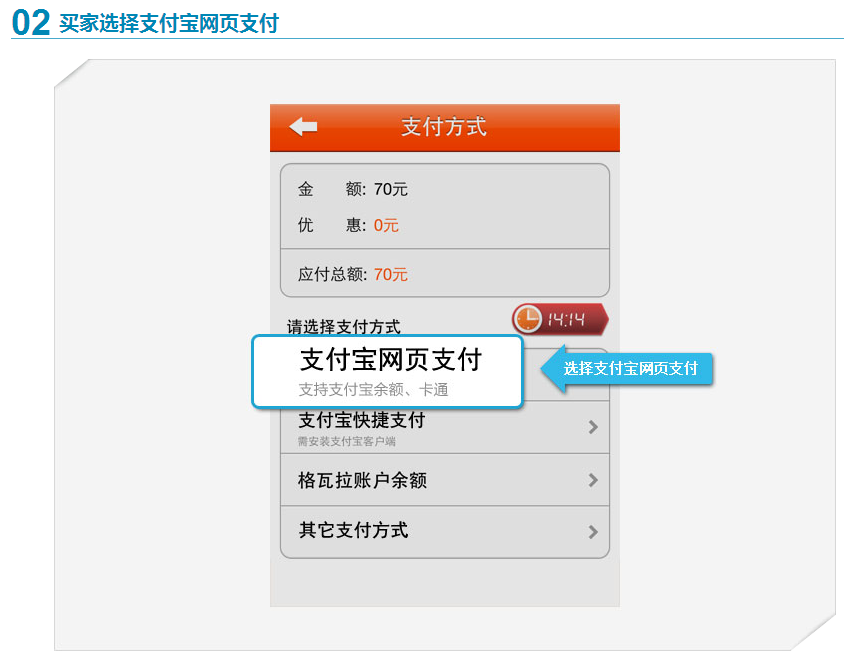 02 买家选择支付宝网页支付
支付方式
金 额: 70元
优 惠: 0元
应付总额: 70元
14:14
请选择支付方式
支付宝网页支付
选择支付宝网页支付
支持支付宝余额、卡通
支付宝快捷支付
需安装支付宝客户端
格瓦拉账户余额
其它支付方式